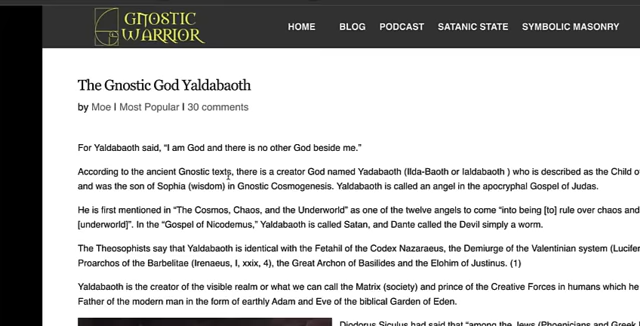 GNOSTIC
WARRIOR
HOME BLOG PODCAST SATANIC STATE SYMBOLIC MASONRY
The Gnostic God Yaldabaoth
by Moe | Most Popular | 30 comments
For Yaldabaoth said, “I am God and there is no other God beside me.”
According to the ancient Gnostic texts, there is a creator God named Yadabaoth (Ilda-Baoth or Ialdabaoth ) who is described as the Child
and was the son of Sophia (wisdom) in Gnostic Cosmogenesis. Yaldabaoth is called an angel in the apocryphal Gospel of Judas.
He is first mentioned in “The Cosmos, Chaos, and the Underworld” as one of the twelve angels to come “into being [to] rule over chaos and
[underworld]”. In the “Gospel of Nicodemus,” Yaldabaoth is called Satan, and Dante called the Devil simply a worm.
The Theosophists say that Yaldabaoth is identical with the Fetahil of the Codex Nazaraeus, the Demiurge of the Valentinian system (Lucifer
Proarchos of the Barbelitae (Irenaeus, I, xxix, 4), the Great Archon of Basilides and the Elohim of Justinus. (1)
Yaldabaoth is the creator of the visible realm or what we can call the Matrix (society) and prince of the Creative Forces in humans which he
Father of the modern man in the form of earthly Adam and Eve of the biblical Garden of Eden.
Diodorus Siculus had said that “among the Jews (Phoenicians and Greek